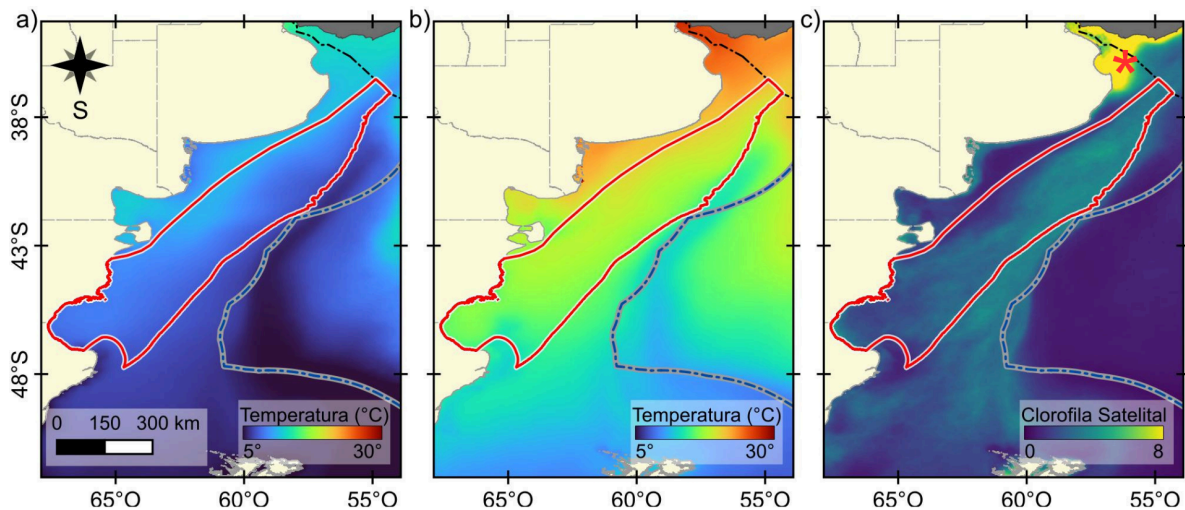 a)
b)
c)
S
*
38°S
43°S
48°S
0 150 300 km
Temperatura (°C)
5° 30°
Temperatura (°C)
5° 30°
Clorofila Satelital
0 8
65°O 60°O 55°O
65°O 60°O 55°O
65°O 60°O 55°O